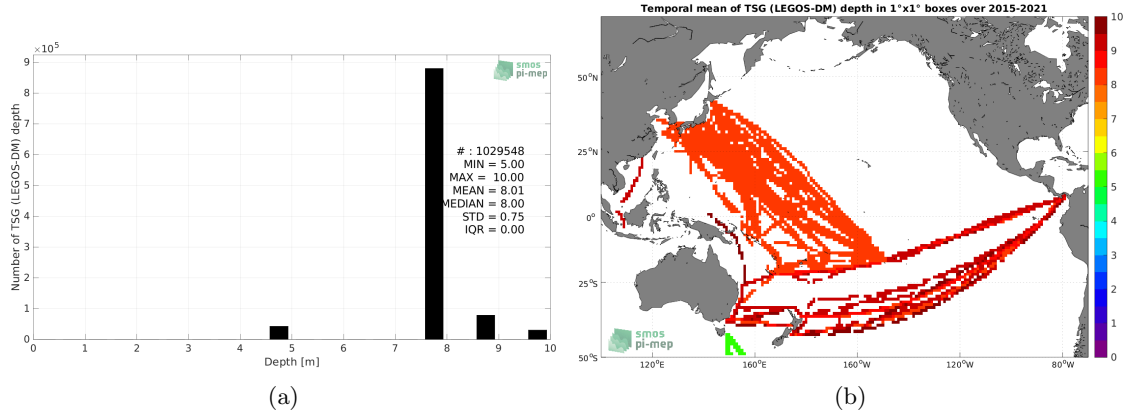 ×10⁵
9
8
7
6
5
4
3
2
1
0
Number of TSG (LEGOS-DM) depth
smos
pi-mep
# : 1029548
MIN = 5.00
MAX = 10.00
MEAN = 8.01
MEDIAN = 8.00
STD = 0.75
IQR = 0.00
0 1 2 3 4 5 6 7 8 9 10
Depth [m]
(a)
Temporal mean of TSG (LEGOS-DM) depth in 1°x1° boxes over 2015-2021
50°N
25°N
0°
25°S
50°S
smos
pi-mep
120°E 160°E 160°W 120°W 80°W
10
9
8
7
6
5
4
3
2
1
0
(b)